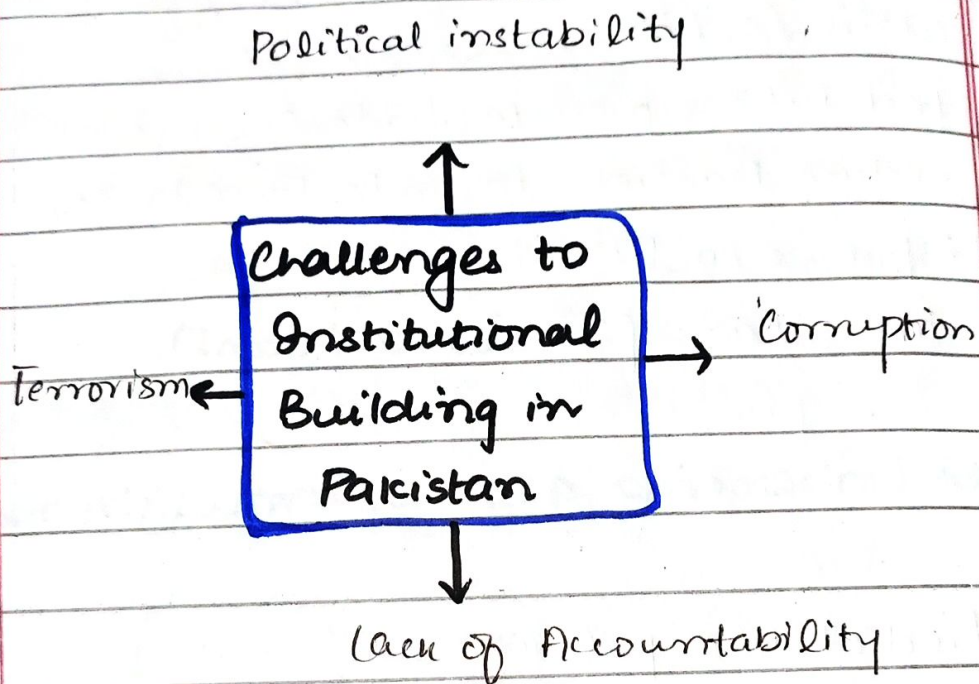 Political instability
Challenges to
Institutional
Building in
Pakistan
Corruption
Terrorism
Lack of Accountability